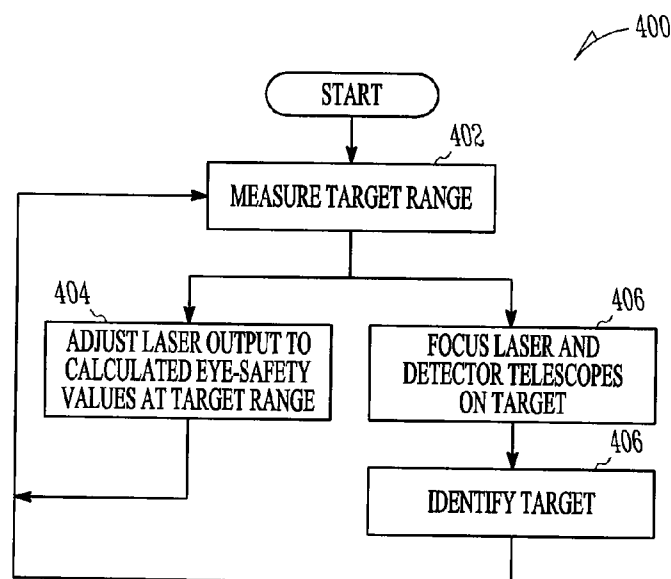 400
START
402
MEASURE TARGET RANGE
404
ADJUST LASER OUTPUT TO
CALCULATED EYE-SAFETY
VALUES AT TARGET RANGE
406
FOCUS LASER AND
DETECTOR TELESCOPES
ON TARGET
406
IDENTIFY TARGET